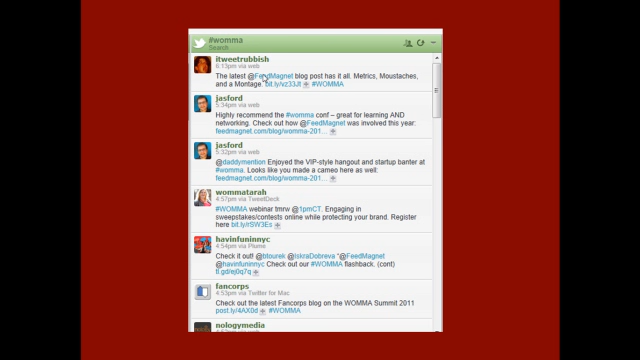 #womma
Search
itweetrubbish
6:13pm via web
The latest @FeedMagnet blog post has it all. Metrics, Moustaches,
and a Montage. bit.ly/vz33Jt #WOMMA
jasford
5:34pm via web
Highly recommend the #womma conf – great for learning AND
networking. Check out how @FeedMagnet was involved this year:
feedmagnet.com/blog/womma-201...
jasford
5:32pm via web
@daddymention Enjoyed the VIP-style hangout and startup banter at
#womma. Looks like you made a cameo here as well:
feedmagnet.com/blog/womma-201...
wommatarah
4:57pm via TweetDeck
#WOMMA webinar tmrw @1pmCT. Engaging in
sweepstakes/contests online while protecting your brand. Register
here bit.ly/rSW3Es
havinfuninnyc
4:54pm via Plume
Check it out! @btourek @IskraDobreva "@FeedMagnet
@havinfuninnyc Check out our #WOMMA flashback. (cont)
tl.gd/ej0q7q
fancorps
4:53pm via Twitter for Mac
Check out the latest Fancorps blog on the WOMMA Summit 2011
post.ly/4AX0d #WOMMA
nologymedia